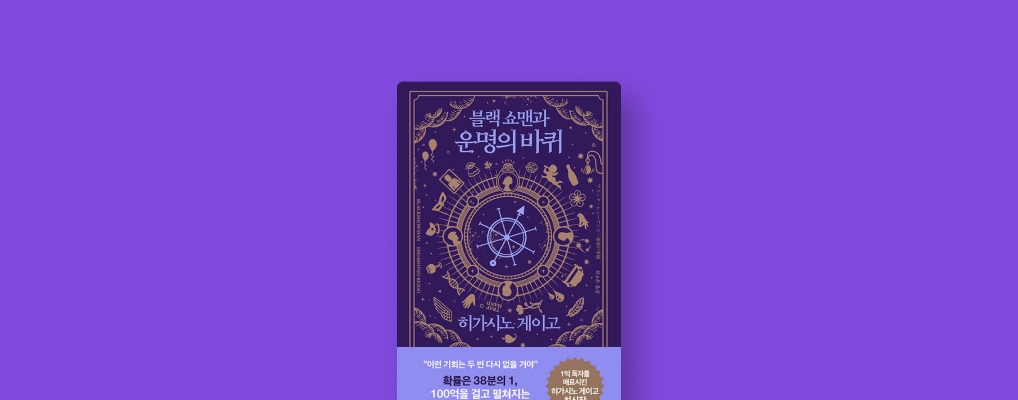 블랙 쇼맨과
운명의 바퀴
히가시노 게이고
“이런 기회는 두 번 다시 없을 거야”
확률은 38분의 1,
100억을 걸고 펼쳐지는
1억 독자를
매료시킨
히가시노 게이고
최신작